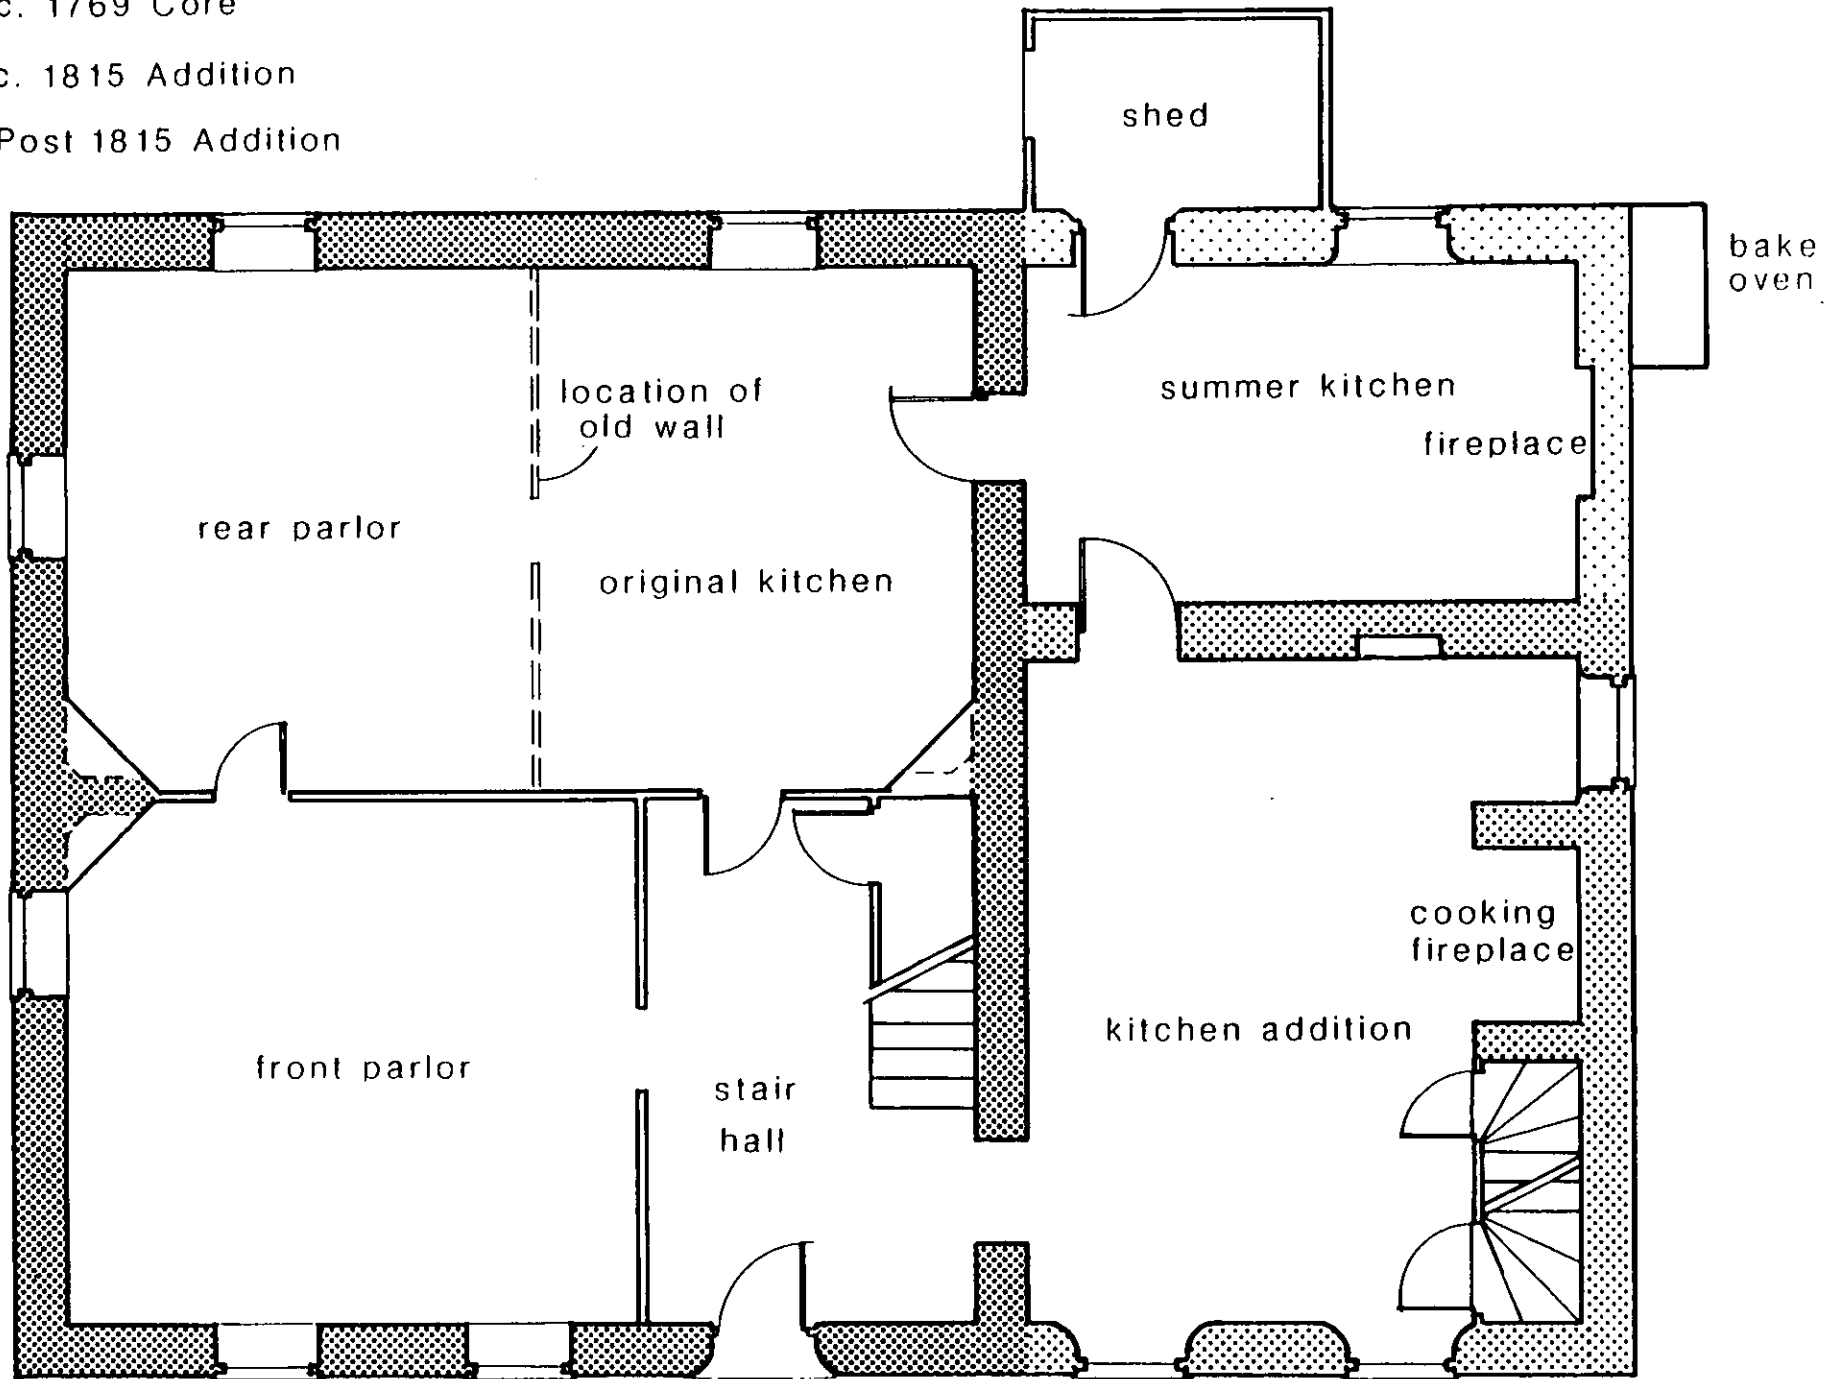 c. 1769 Core
c. 1815 Addition
Post 1815 Addition
shed
bake
oven
location of
old wall
summer kitchen
fireplace
rear parlor
original kitchen
cooking
fireplace
kitchen addition
front parlor
stair
hall